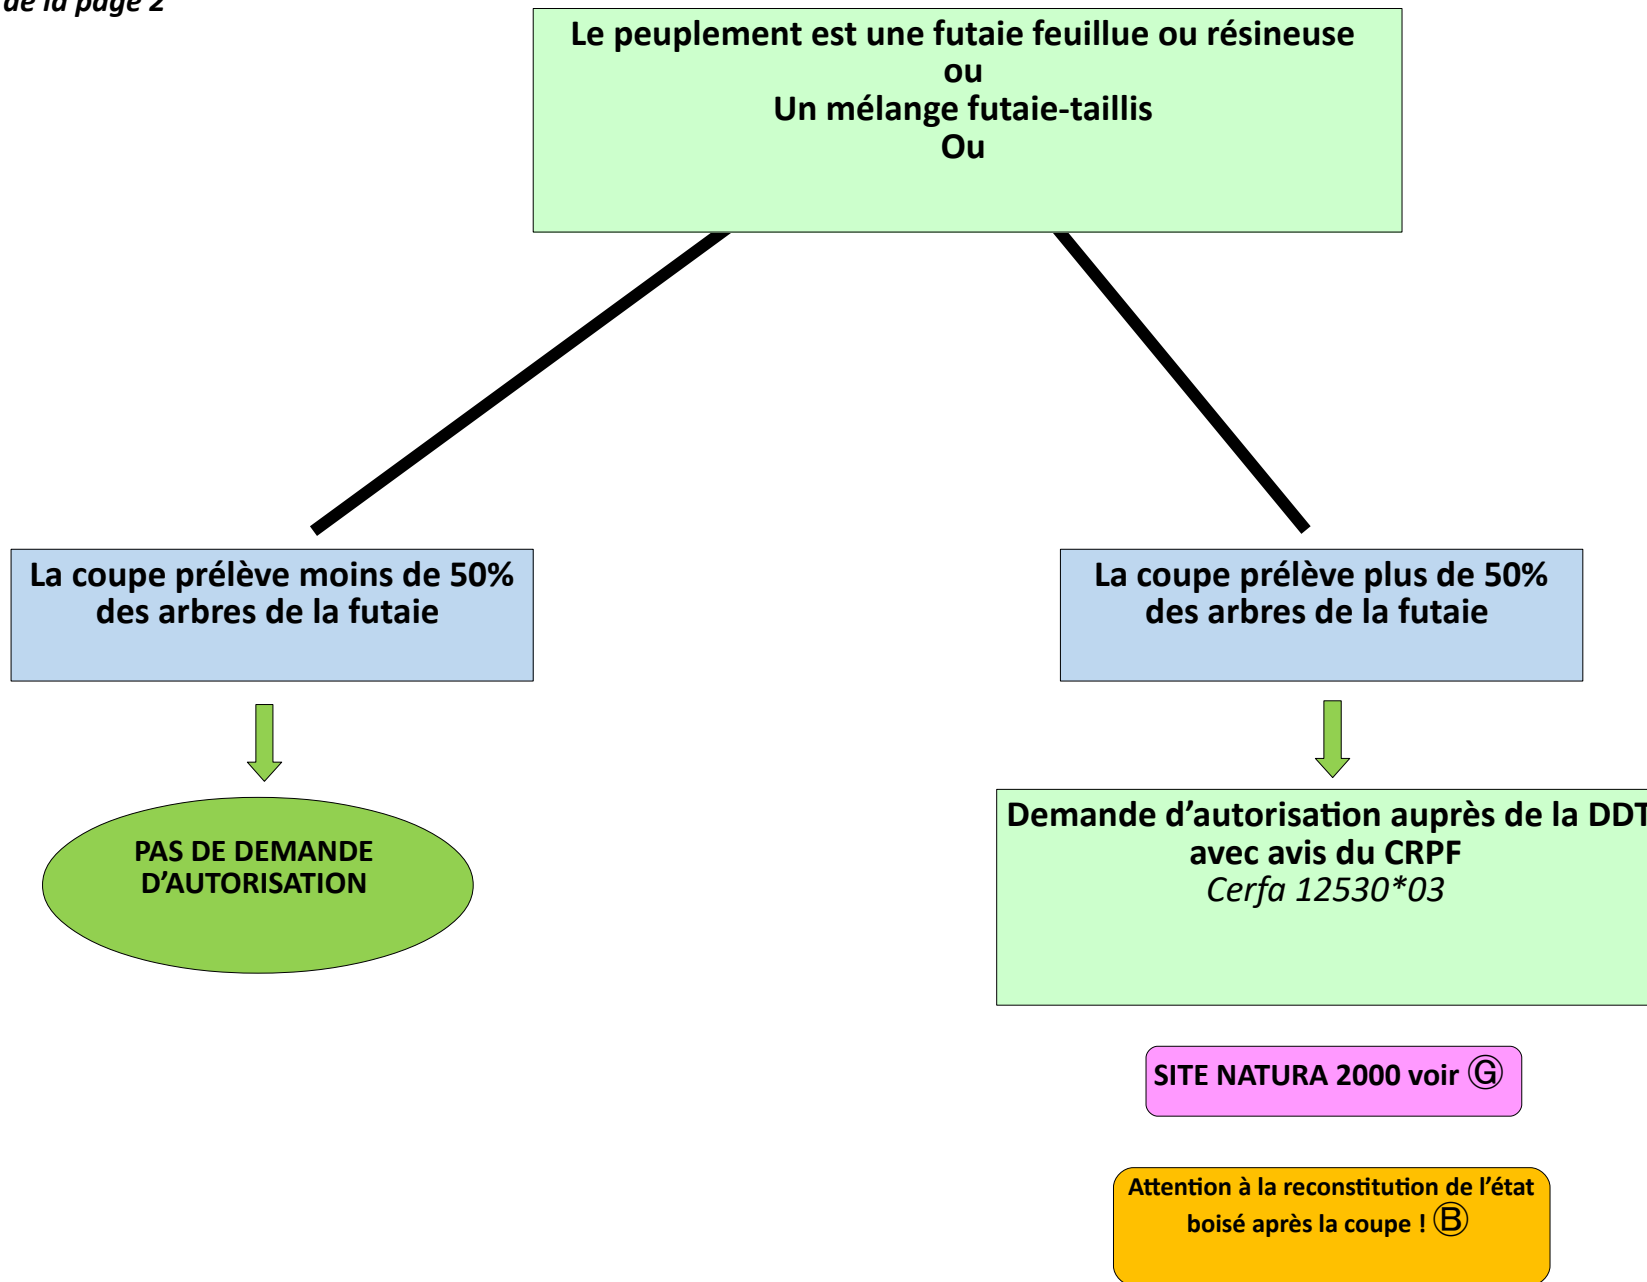 de la page 2
Le peuplement est une futaie feuillue ou résineuse
ou
Un mélange futaie-taillis
Ou
La coupe prélève moins de 50%
des arbres de la futaie
La coupe prélève plus de 50%
des arbres de la futaie
PAS DE DEMANDE
D'AUTORISATION
Demande d'autorisation auprès de la DDT
avec avis du CRPF
Cerfa 12530*03
SITE NATURA 2000 voir Ⓖ
Attention à la reconstitution de l'état
boisé après la coupe ! Ⓑ